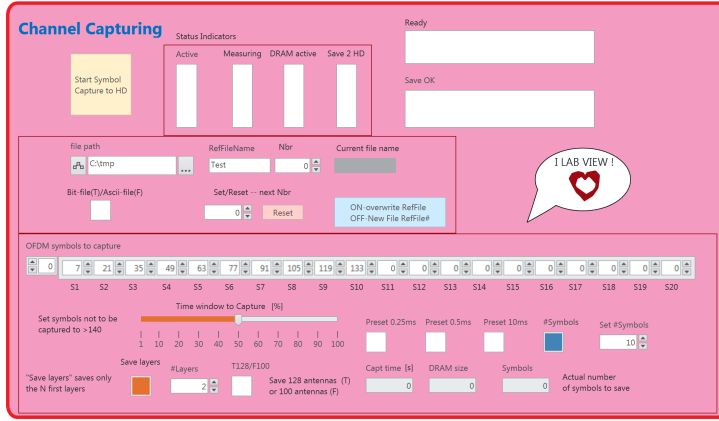 Channel Capturing
Status Indicators
Active Measuring DRAM active Save 2 HD
Ready
Start Symbol
Capture to HD
Save OK
file path RefFileName Nbr Current file name
C:\tmp ... Test 0
I LAB VIEW !
Bit-file(T)/Ascii-file(F) Set/Reset -- next Nbr
0 Reset
ON-overwrite RefFile
OFF-New File RefFile#
OFDM symbols to capture
0 7 21 35 49 63 77 91 105 119 133 0 0 0 0 0 0 0 0 0 0
S1 S2 S3 S4 S5 S6 S7 S8 S9 S10 S11 S12 S13 S14 S15 S16 S17 S18 S19 S20
Time window to Capture [%]
Set symbols not to be
captured to >140
1 10 20 30 40 50 60 70 80 90 100
Preset 0.25ms Preset 0.5ms Preset 10ms #Symbols Set #Symbols
10
Save layers #Layers T128/F100
"Save layers" saves only
the N first layers
2
Save 128 antennas (T)
or 100 antennas (F)
Capt time [s] DRAM size Symbols
0 0 0
Actual number
of symbols to save